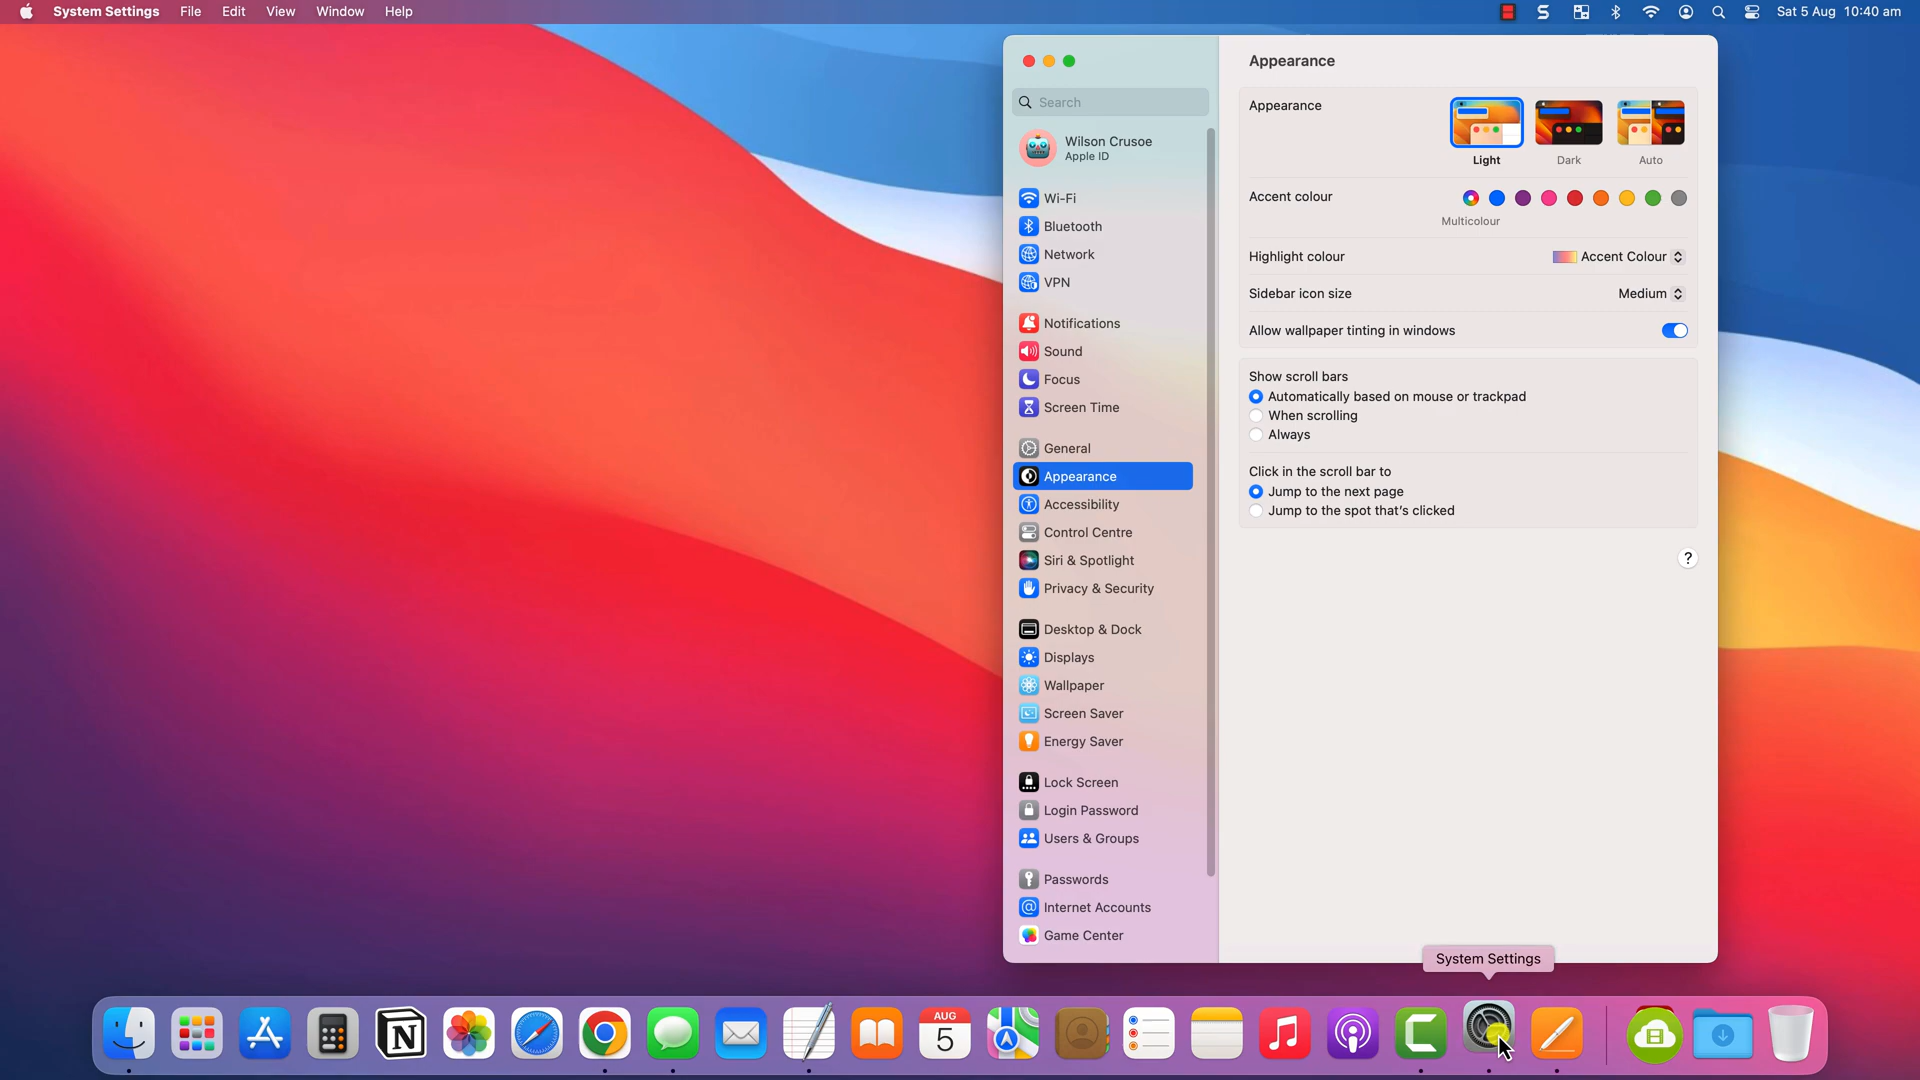 System Settings File Edit View Window Help
Sat 5 Aug 10:40 am
Appearance
Search
Wilson Crusoe
Apple ID
Wi-Fi
Bluetooth
Network
VPN
Notifications
Sound
Focus
Screen Time
General
Appearance
Accessibility
Control Centre
Siri & Spotlight
Privacy & Security
Desktop & Dock
Displays
Wallpaper
Screen Saver
Energy Saver
Lock Screen
Login Password
Users & Groups
Passwords
Internet Accounts
Game Center
Appearance
Light Dark Auto
Accent colour
Multicolour
Highlight colour Accent Colour
Sidebar icon size Medium
Allow wallpaper tinting in windows
Show scroll bars
Automatically based on mouse or trackpad
When scrolling
Always
Click in the scroll bar to
Jump to the next page
Jump to the spot that's clicked
?
System Settings
AUG
5